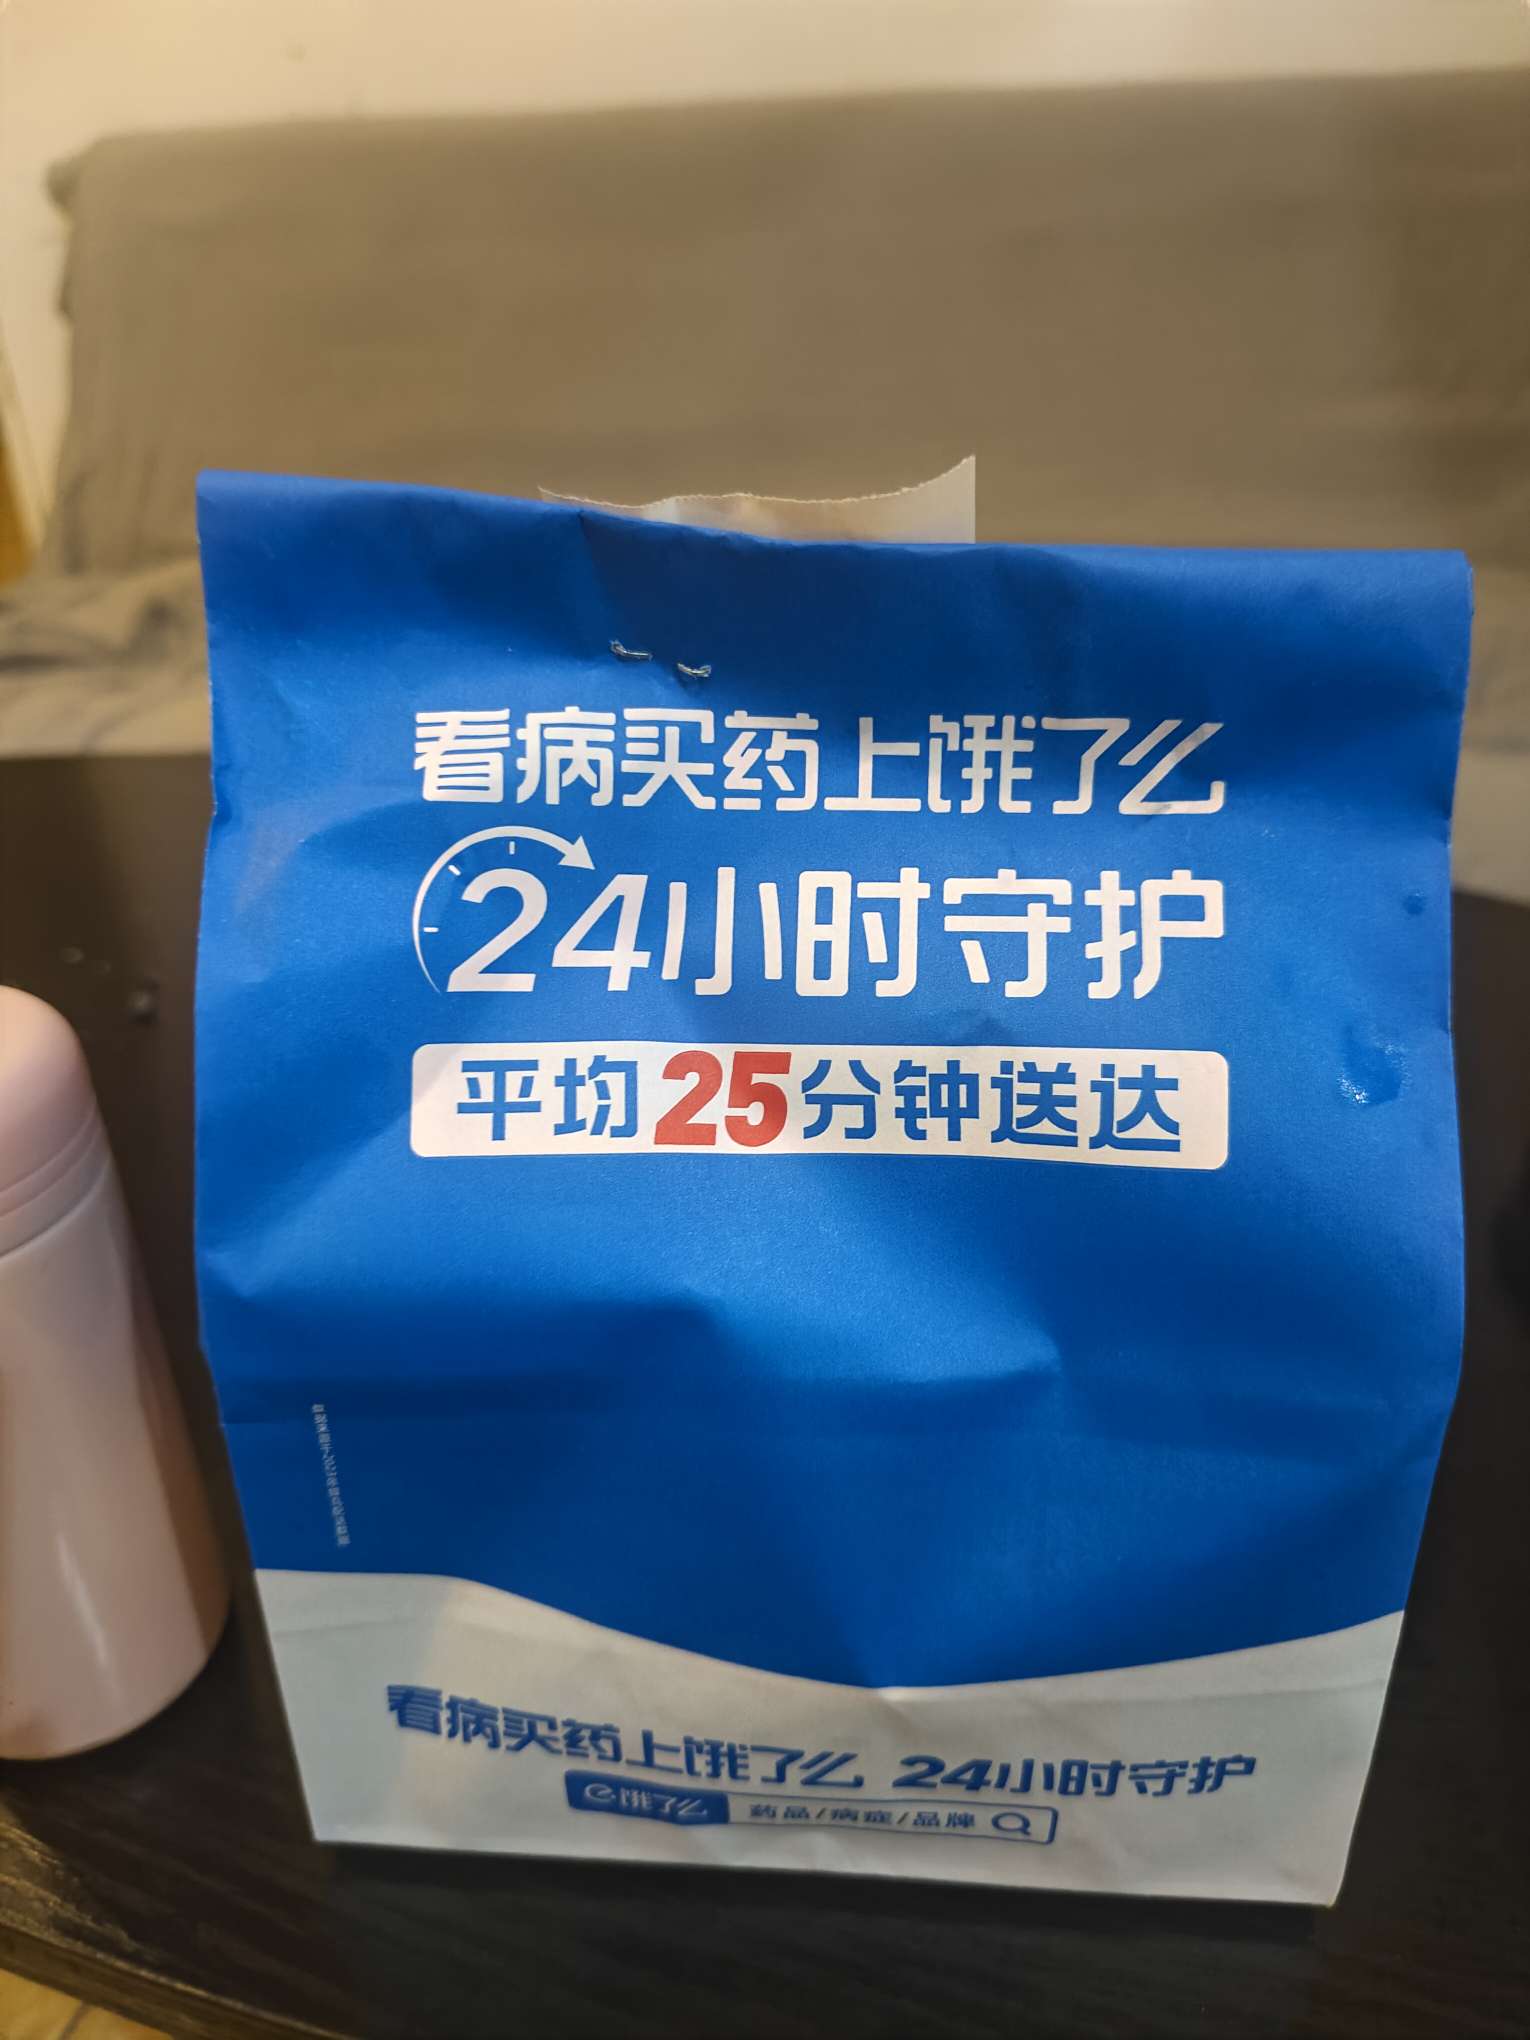 看病买药上饿了么
24小时守护
平均25分钟送达
看病买药上饿了么 24小时守护
饿了么 药品/病症/品牌